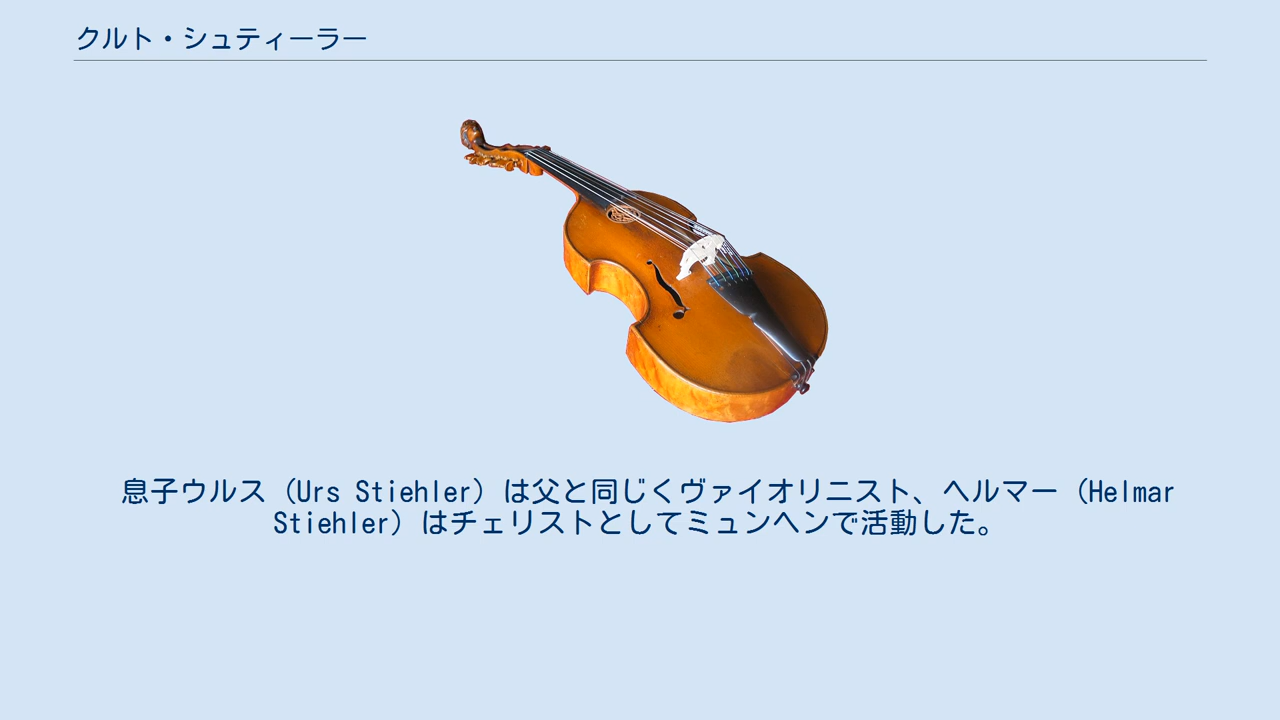 クルト・シュティーラー
息子ウルス（Urs Stiehler）は父と同じくヴァイオリニスト、ヘルマー（Helmar
Stiehler）はチェリストとしてミュンヘンで活動した。